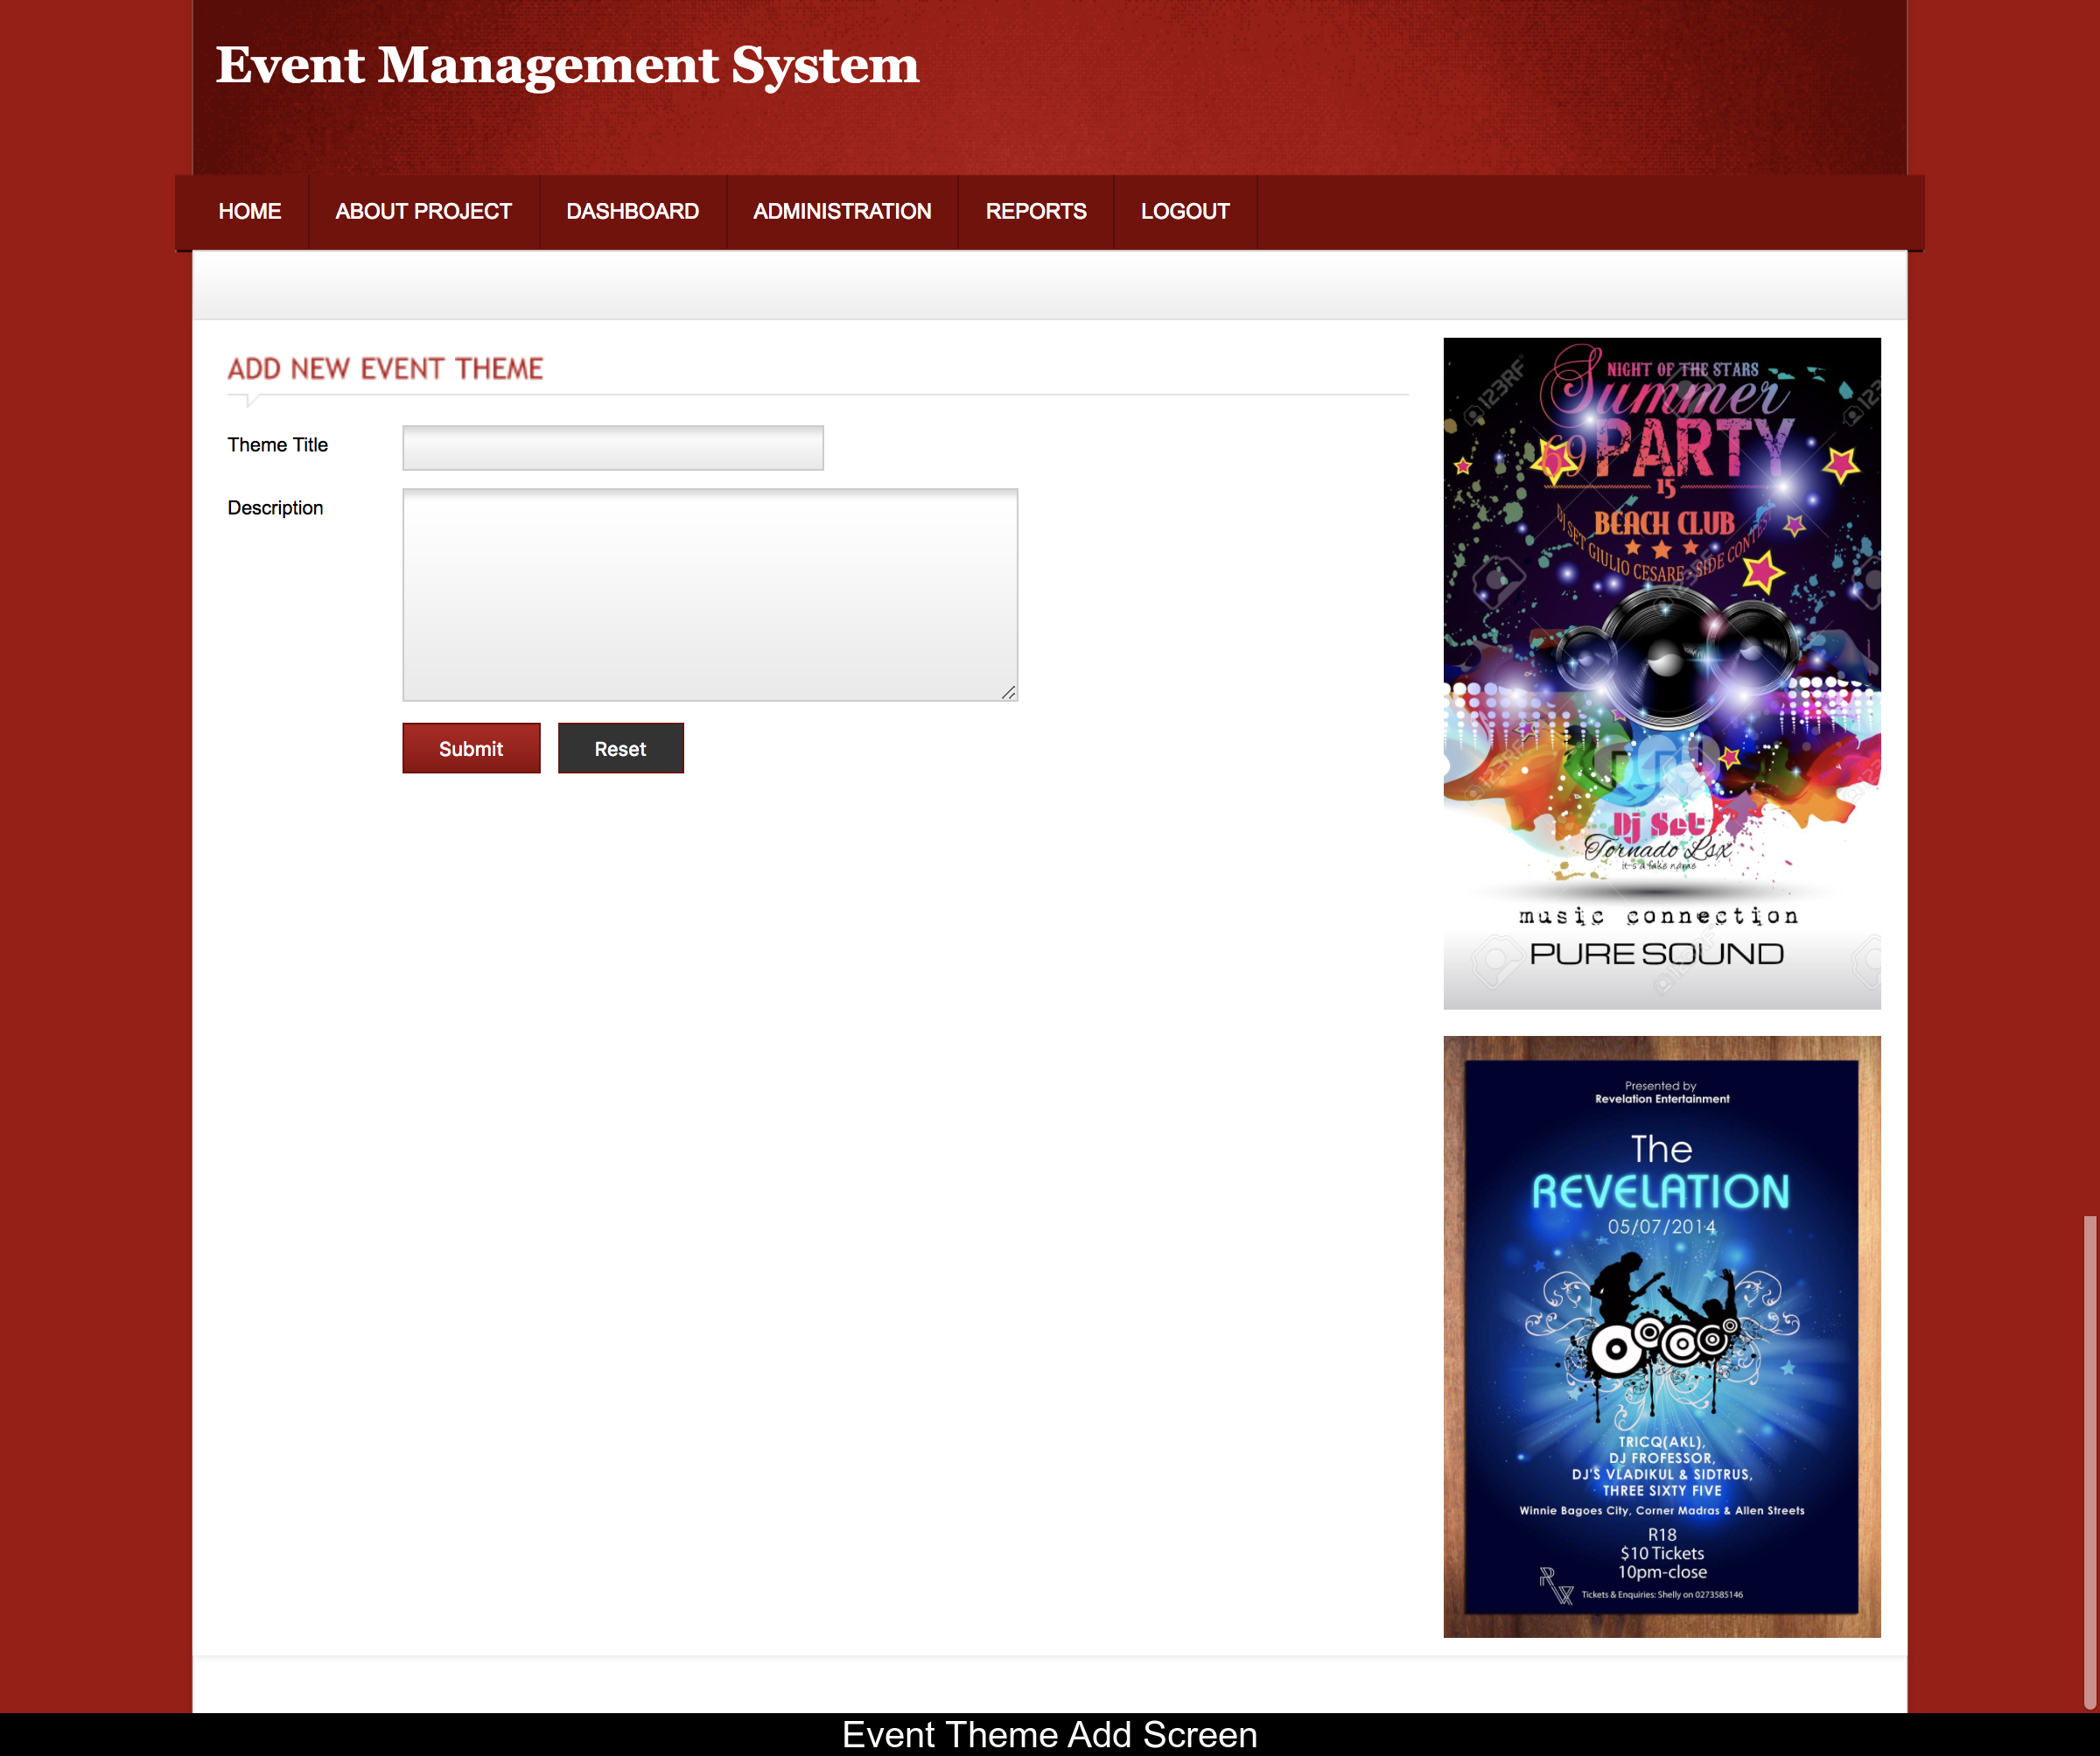 Event Management System
HOME
ABOUT PROJECT
DASHBOARD
ADMINISTRATION
REPORTS
LOGOUT
ADD NEW EVENT THEME
Theme Title
Description
Submit
Reset
NIGHT OF THE STARS
Summer
69 PARTY
15
BEACH CLUB
DJ SET GIULIO CESARE - SIDE CONTEST
Dj Set
Tornado Lsx
it's a fake name
music connection
PURE SOUND
123RF
Presented by
Revelation Entertainment
The
REVELATION
05/07/2014
TRICQ(AKL),
DJ FROFESSOR,
DJ'S VLADIKUL & SIDTRUS,
THREE SIXTY FIVE
Winnie Bagoes City, Corner Madras & Allen Streets
R18
$10 Tickets
10pm-close
Tickets & Enquiries: Shelly on 0273585146
Event Theme Add Screen